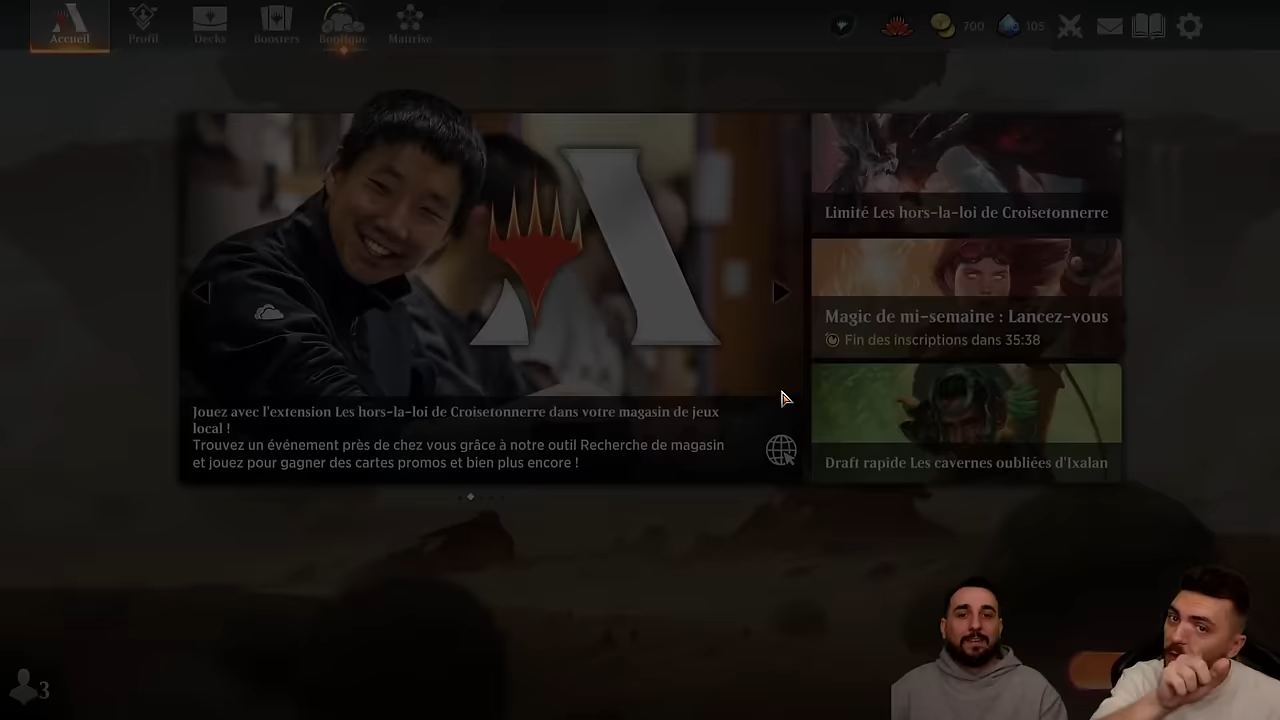 Accueil
Profil
Decks
Boosters
Boutique
Maîtrise
700
105
Limité Les hors-la-loi de Croisetonnerre
Magic de mi-semaine : Lancez-vous
Fin des inscriptions dans 35:38
Jouez avec l'extension Les hors-la-loi de Croisetonnerre dans votre magasin de jeux
local !
Trouvez un événement près de chez vous grâce à notre outil Recherche de magasin
et jouez pour gagner des cartes promos et bien plus encore !
Draft rapide Les cavernes oubliées d'Ixalan
3